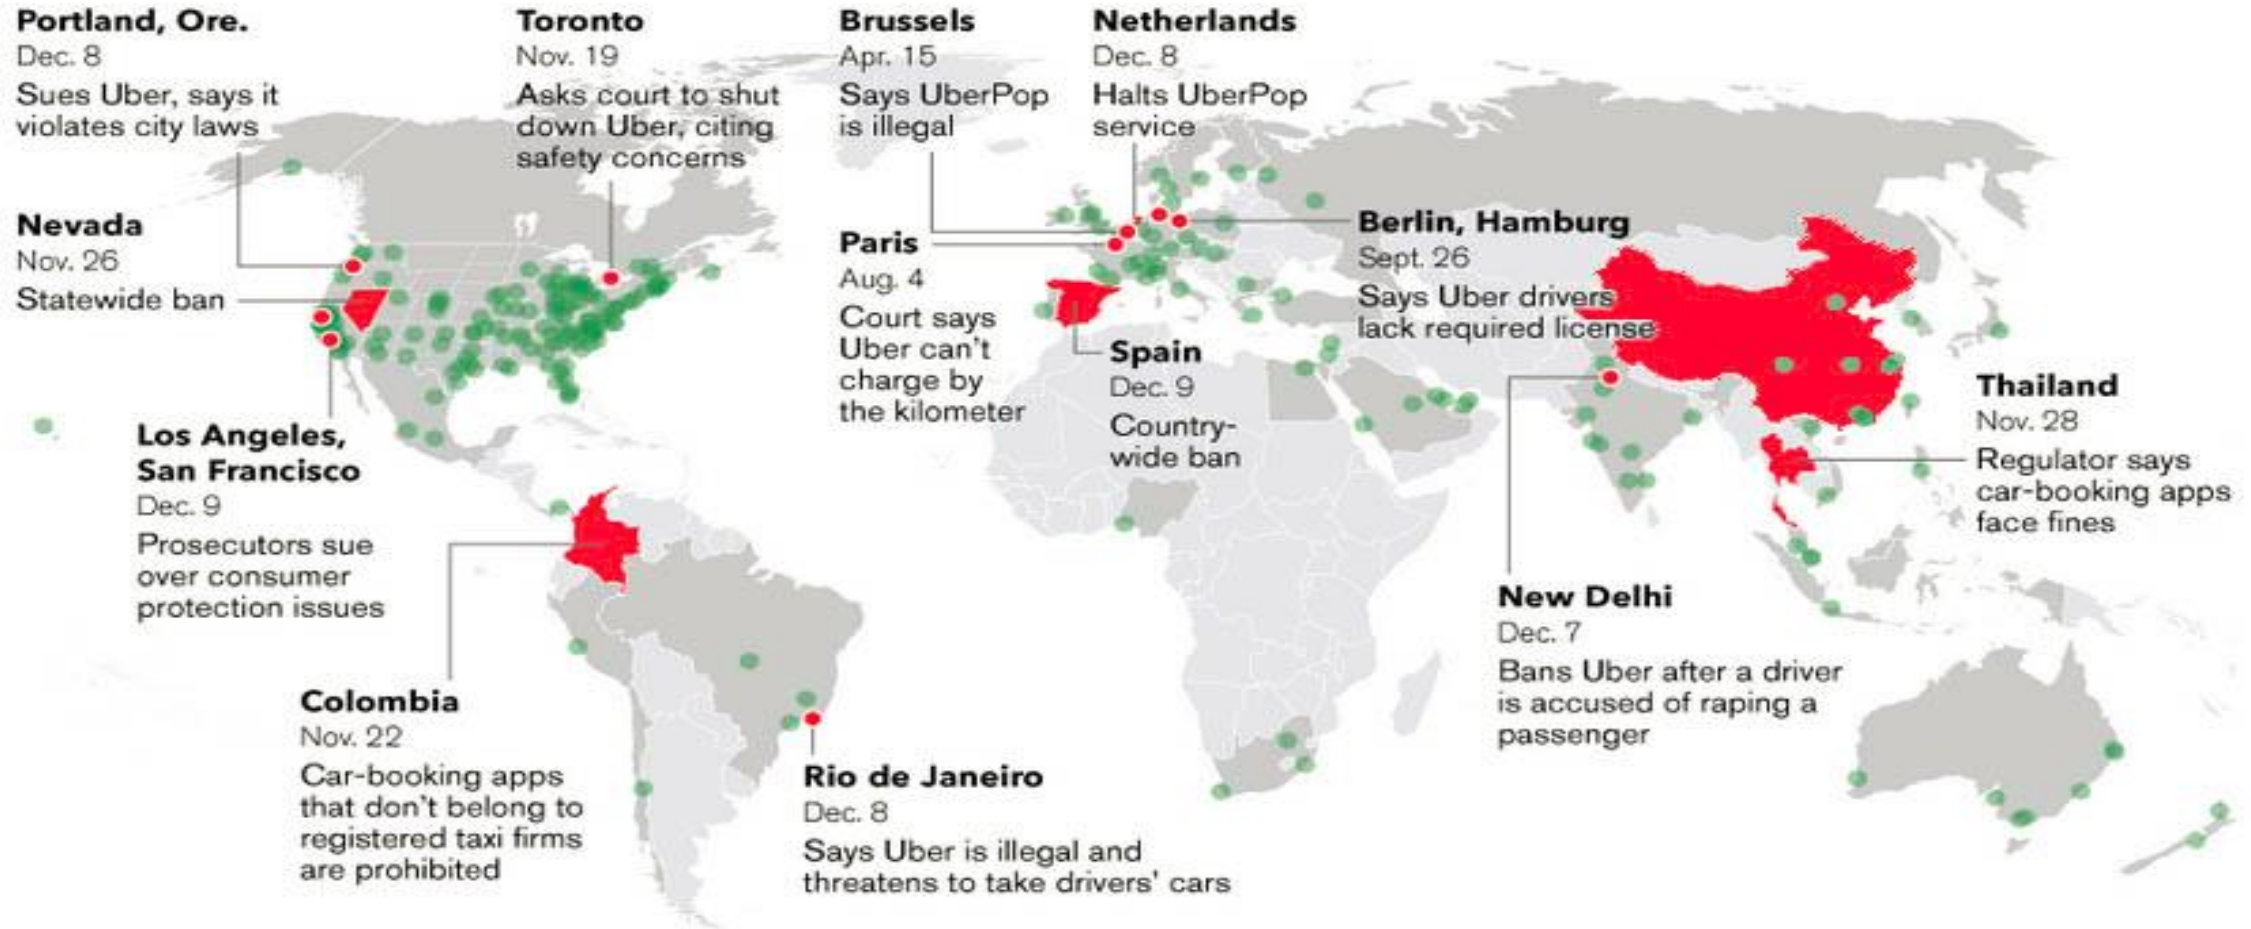 Portland, Ore.
Dec. 8
Sues Uber, says it
violates city laws
Toronto
Nov. 19
Asks court to shut
down Uber, citing
safety concerns
Brussels
Apr. 15
Says UberPop
is illegal
Netherlands
Dec. 8
Halts UberPop
service
Nevada
Nov. 26
Statewide ban
Paris
Aug. 4
Court says
Uber can't
charge by
the kilometer
Berlin, Hamburg
Sept. 26
Says Uber drivers
lack required license
Spain
Dec. 9
Country-
wide ban
Thailand
Nov. 28
Regulator says
car-booking apps
face fines
Los Angeles,
San Francisco
Dec. 9
Prosecutors sue
over consumer
protection issues
New Delhi
Dec. 7
Bans Uber after a driver
is accused of raping a
passenger
Colombia
Nov. 22
Car-booking apps
that don't belong to
registered taxi firms
are prohibited
Rio de Janeiro
Dec. 8
Says Uber is illegal and
threatens to take drivers' cars